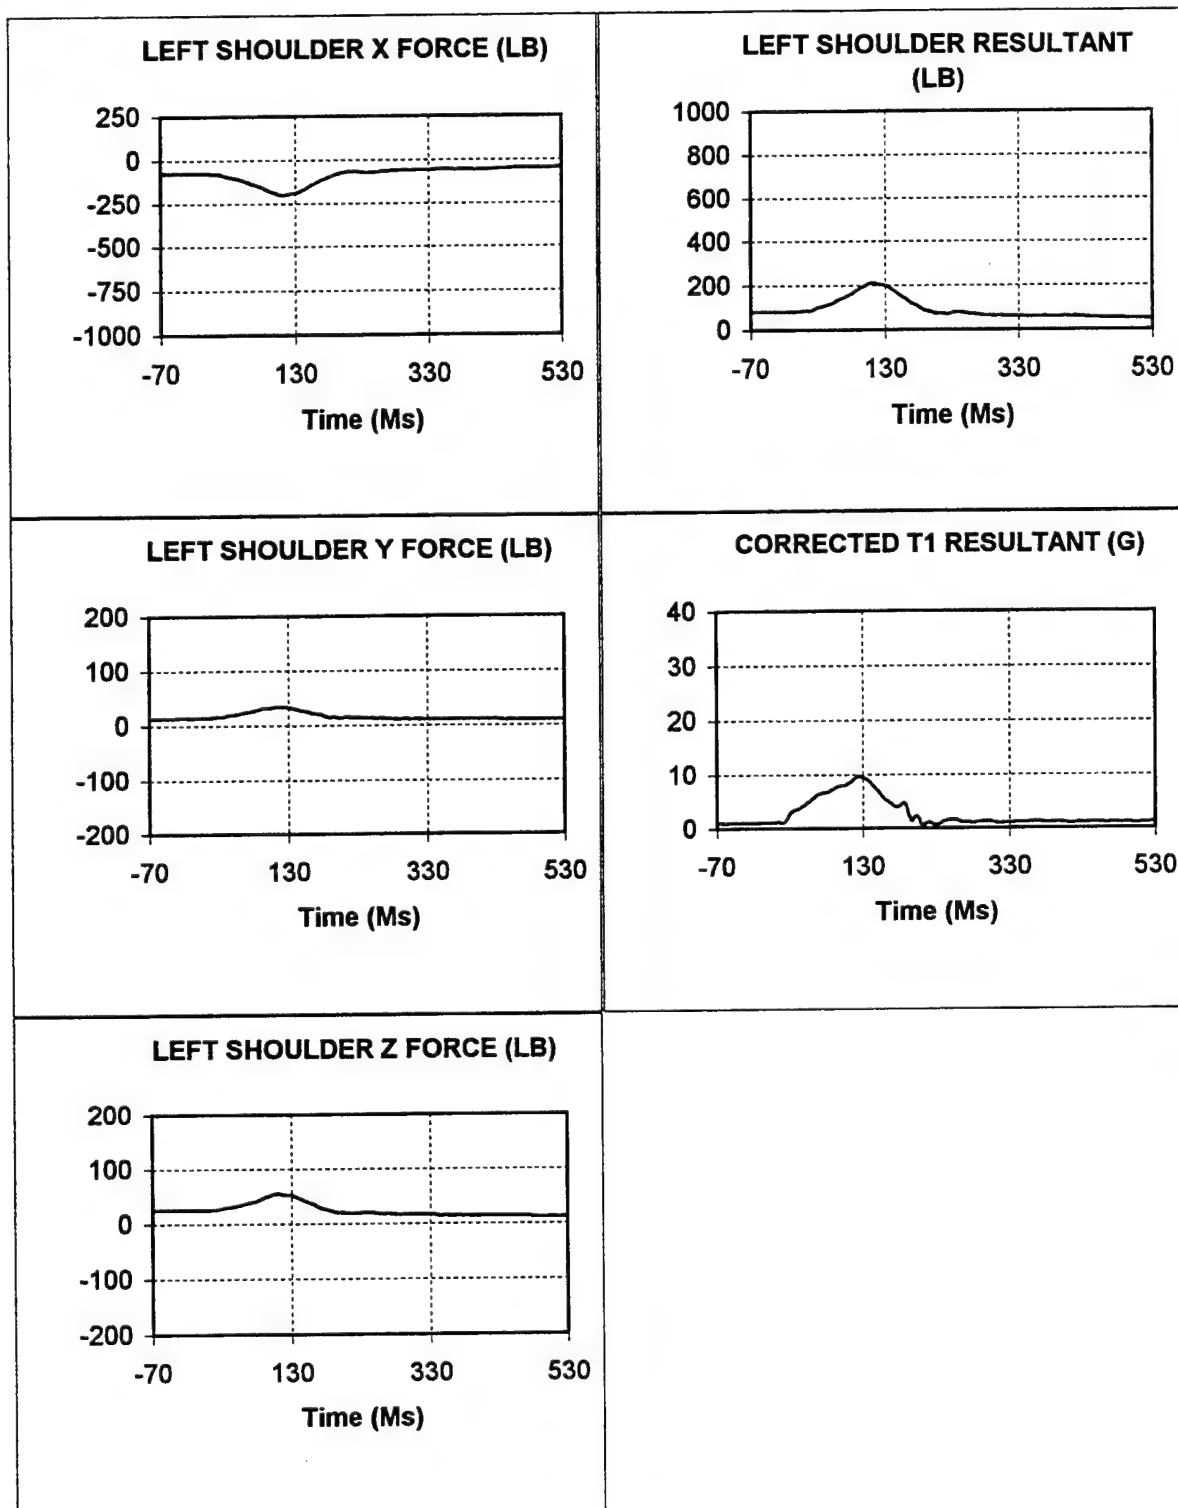 LEFT SHOULDER X FORCE (LB)
250
0
-250
-500
-750
-1000
-70 130 330 530
Time (Ms)
LEFT SHOULDER RESULTANT
(LB)
1000
800
600
400
200
0
-70 130 330 530
Time (Ms)
LEFT SHOULDER Y FORCE (LB)
200
100
0
-100
-200
-70 130 330 530
Time (Ms)
CORRECTED T1 RESULTANT (G)
40
30
20
10
0
-70 130 330 530
Time (Ms)
LEFT SHOULDER Z FORCE (LB)
200
100
0
-100
-200
-70 130 330 530
Time (Ms)